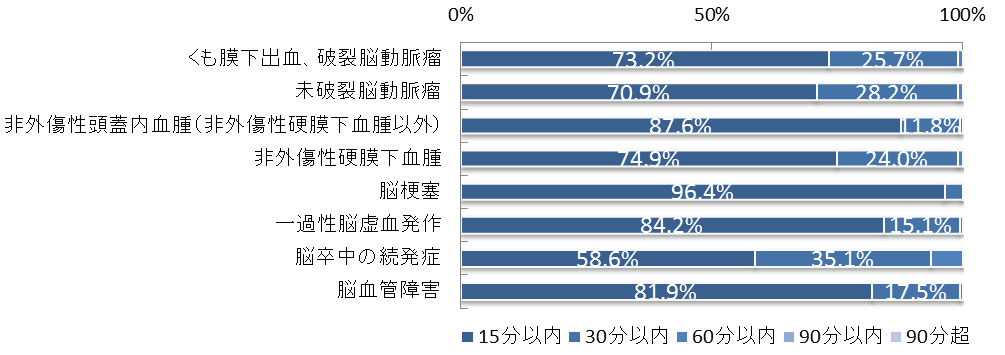 0% 50% 100%
くも膜下出血、破裂脳動脈瘤 73.2% 25.7%
未破裂脳動脈瘤 70.9% 28.2%
非外傷性頭蓋内血腫(非外傷性硬膜下血腫以外) 87.6% 11.8%
非外傷性硬膜下血腫 74.9% 24.0%
脳梗塞 96.4%
一過性脳虚血発作 84.2% 15.1%
脳卒中の続発症 58.6% 35.1%
脳血管障害 81.9% 17.5%
15分以内 30分以内 60分以内 90分以内 90分超